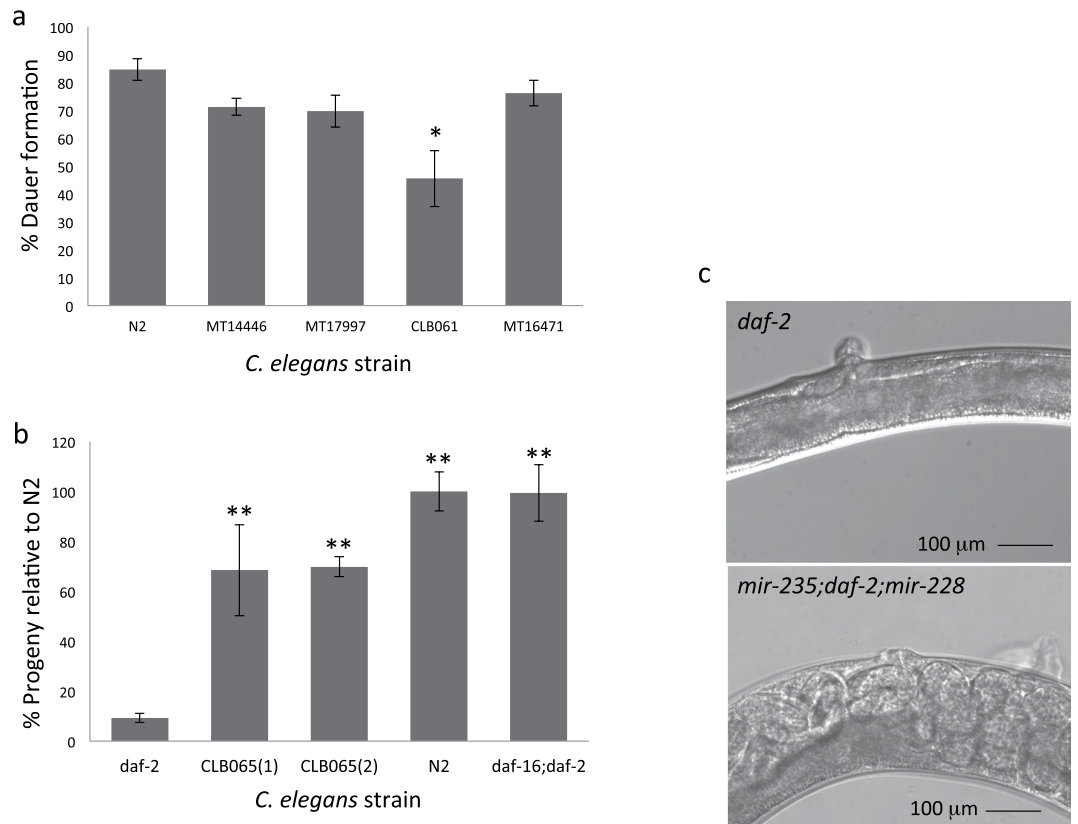 a
% Dauer formation
100
90
80
70
60
50
40
30
20
10
0
*
N2 MT14446 MT17997 CLB061 MT16471
C. elegans strain
b
% Progeny relative to N2
120
100
80
60
40
20
0
** ** ** **
daf-2 CLB065(1) CLB065(2) N2 daf-16;daf-2
C. elegans strain
c
daf-2
100 µm
mir-235;daf-2;mir-228
100 µm